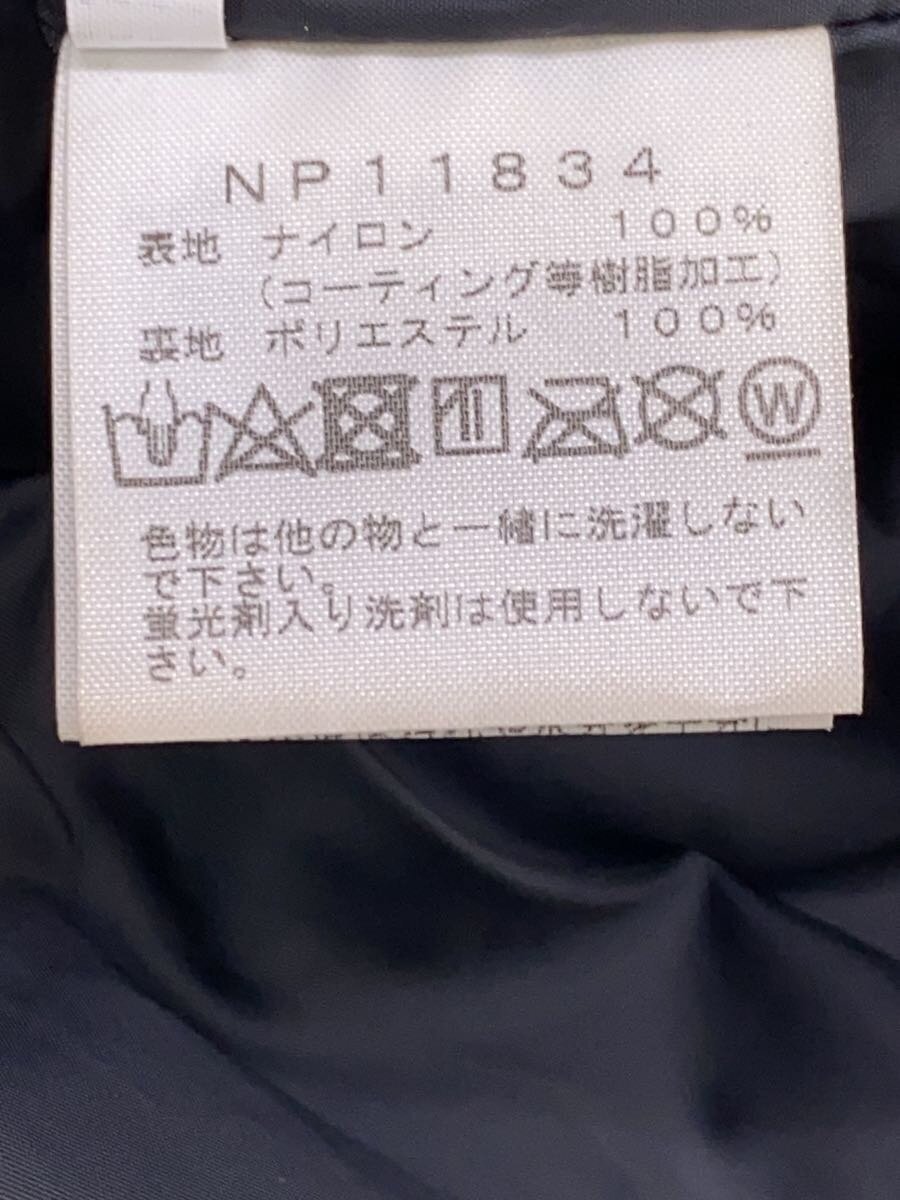 NP11834
表地 ナイロン 100%
(コーティング等樹脂加工)
裏地 ポリエステル 100%
W
色物は他の物と一緒に洗濯しない
で下さい。
蛍光剤入り洗剤は使用しないで下
さい。